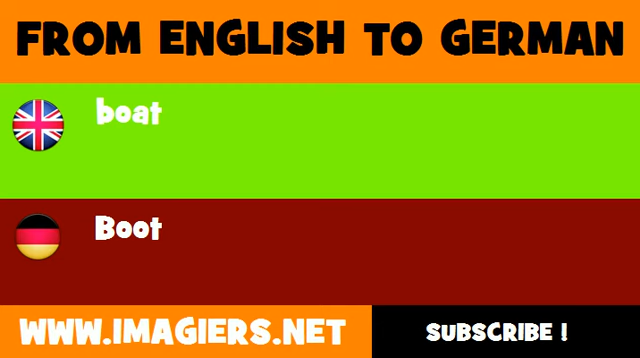 FROM ENGLISH TO GERMAN
boat
Boot
WWW.IMAGIERS.NET
SUBSCRIBE !